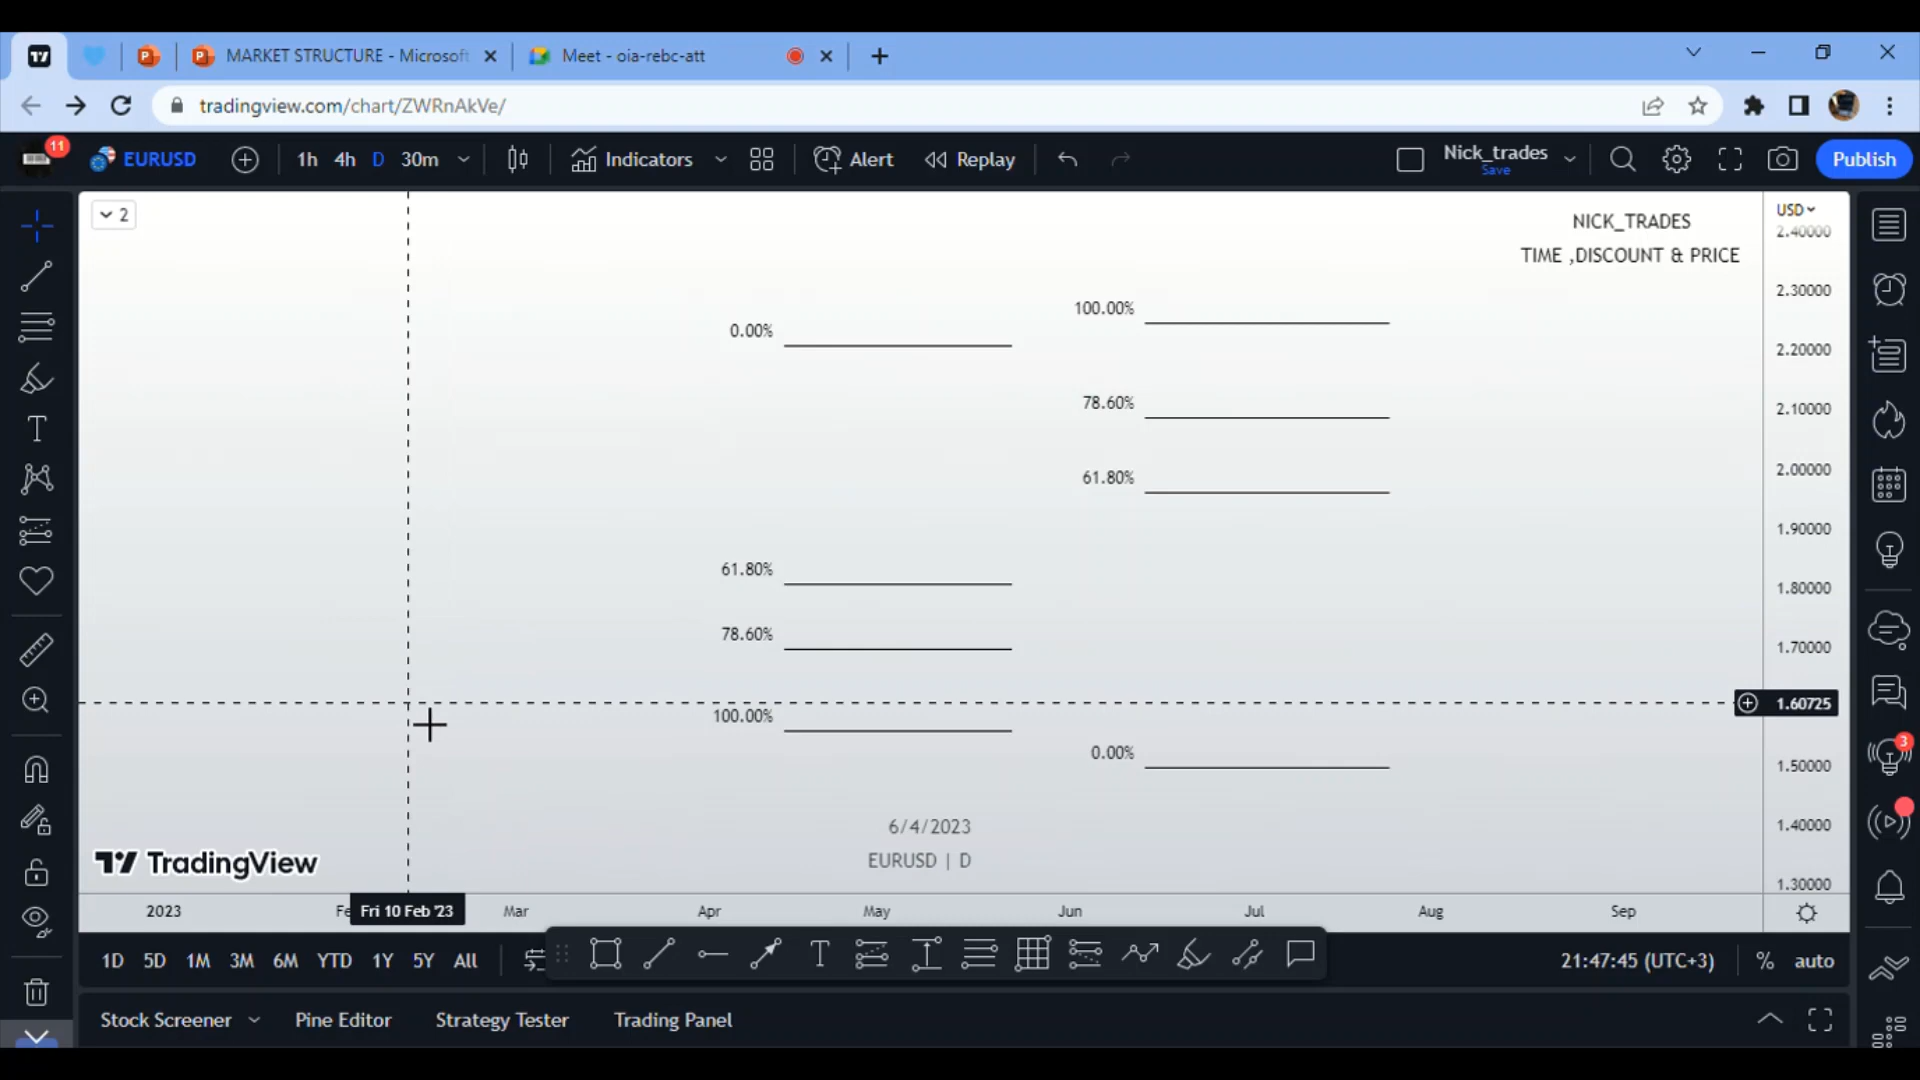 MARKET STRUCTURE - Microsoft
Meet - oia-rebc-att
tradingview.com/chart/ZWRnAkVe/
11
EURUSD
1h 4h D 30m
Indicators
Alert
Replay
Nick_trades
Save
Publish
2
NICK_TRADES
TIME ,DISCOUNT & PRICE
USD
2.40000
2.30000
2.20000
2.10000
2.00000
1.90000
1.80000
1.70000
1.60725
1.50000
1.40000
1.30000
0.00%
61.80%
78.60%
100.00%
100.00%
78.60%
61.80%
0.00%
3
6/4/2023
EURUSD | D
TradingView
2023 Fe Fri 10 Feb '23 Mar Apr May Jun Jul Aug Sep
1D 5D 1M 3M 6M YTD 1Y 5Y All
21:47:45 (UTC+3) % auto
Stock Screener Pine Editor Strategy Tester Trading Panel